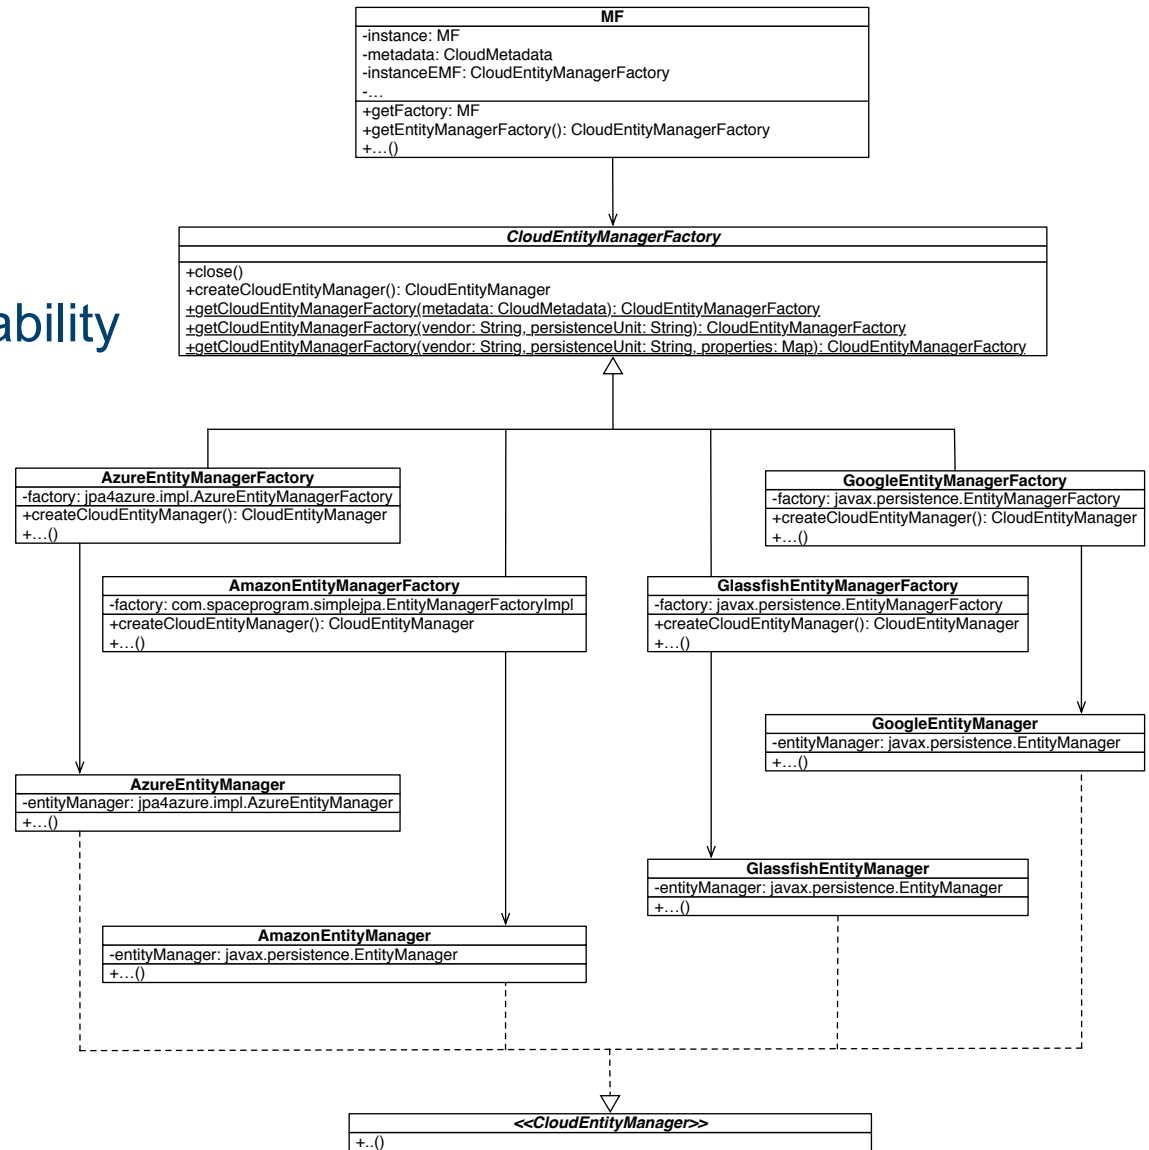 MF
-instance: MF
-metadata: CloudMetadata
-instanceEMF: CloudEntityManagerFactory
-...
+getFactory: MF
+getEntityManagerFactory(): CloudEntityManagerFactory
+...()
ability
CloudEntityManagerFactory
+close()
+createCloudEntityManager(): CloudEntityManager
+getCloudEntityManagerFactory(metadata: CloudMetadata): CloudEntityManagerFactory
+getCloudEntityManagerFactory(vendor: String, persistenceUnit: String): CloudEntityManagerFactory
+getCloudEntityManagerFactory(vendor: String, persistenceUnit: String, properties: Map): CloudEntityManagerFactory
AzureEntityManagerFactory
-factory: jpa4azure.impl.AzureEntityManagerFactory
+createCloudEntityManager(): CloudEntityManager
+...()
GoogleEntityManagerFactory
-factory: javax.persistence.EntityManagerFactory
+createCloudEntityManager(): CloudEntityManager
+...()
AmazonEntityManagerFactory
-factory: com.spaceprogram.simplejpa.EntityManagerFactoryImpl
+createCloudEntityManager(): CloudEntityManager
+...()
GlassfishEntityManagerFactory
-factory: javax.persistence.EntityManagerFactory
+createCloudEntityManager(): CloudEntityManager
+...()
GoogleEntityManager
-entityManager: javax.persistence.EntityManager
+...()
AzureEntityManager
-entityManager: jpa4azure.impl.AzureEntityManager
+...()
GlassfishEntityManager
-entityManager: javax.persistence.EntityManager
+...()
AmazonEntityManager
-entityManager: javax.persistence.EntityManager
+...()
<<CloudEntityManager>>
+..()